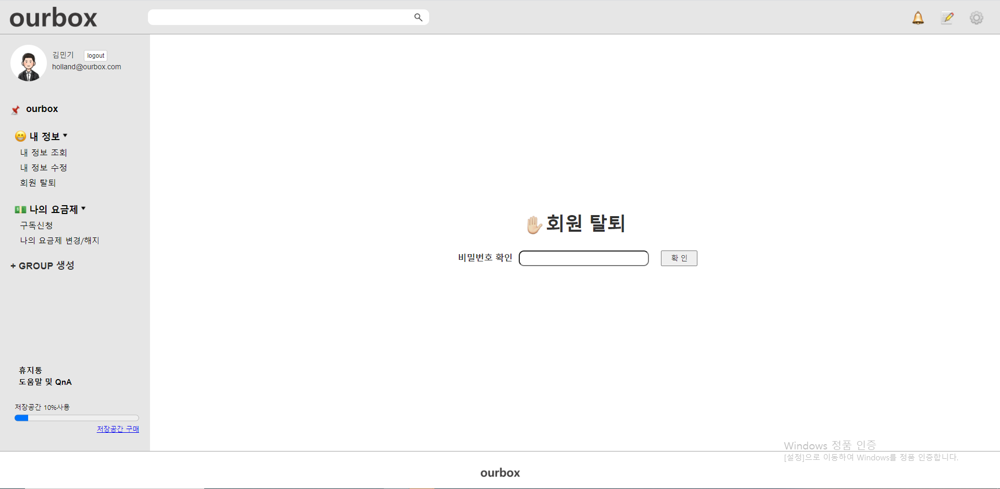 ourbox
김민기 logout
holland@ourbox.com
ourbox
내 정보 ▾
내 정보 조회
내 정보 수정
회원 탈퇴
나의 요금제 ▾
구독신청
나의 요금제 변경/해지
+ GROUP 생성
휴지통
도움말 및 QnA
저장공간 10%사용
저장공간 구매
회원 탈퇴
비밀번호 확인 확 인
Windows 정품 인증
[설정]으로 이동하여 Windows를 정품 인증합니다.
ourbox